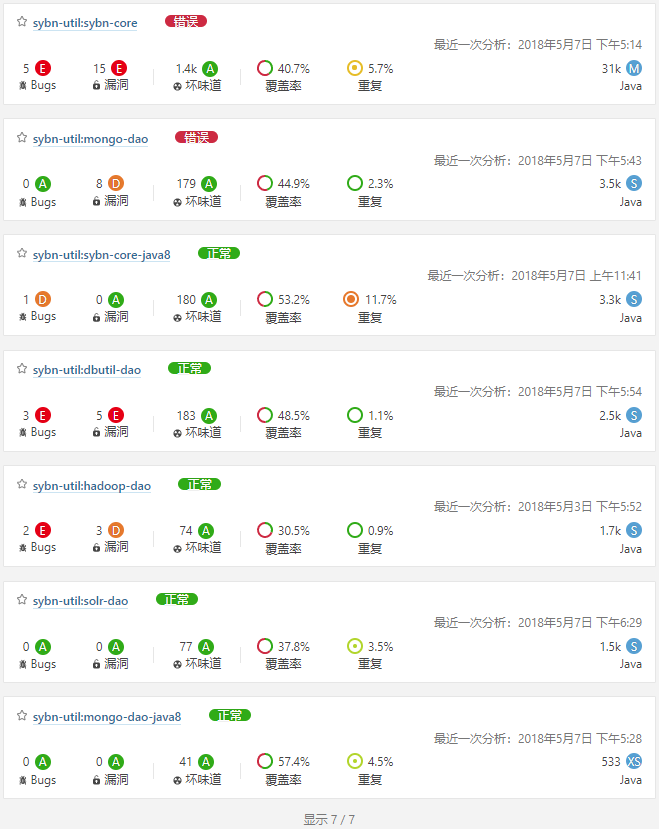 sybn-util:sybn-core 错误
最近一次分析：2018年5月7日 下午5:14
5 E 15 E 1.4k A 40.7% 5.7% 31k M
Bugs 漏洞 坏味道 覆盖率 重复 Java
sybn-util:mongo-dao 错误
最近一次分析：2018年5月7日 下午5:43
0 A 8 D 179 A 44.9% 2.3% 3.5k S
Bugs 漏洞 坏味道 覆盖率 重复 Java
sybn-util:sybn-core-java8 正常
最近一次分析：2018年5月7日 上午11:41
1 D 0 A 180 A 53.2% 11.7% 3.3k S
Bugs 漏洞 坏味道 覆盖率 重复 Java
sybn-util:dbutil-dao 正常
最近一次分析：2018年5月7日 下午5:54
3 E 5 E 183 A 48.5% 1.1% 2.5k S
Bugs 漏洞 坏味道 覆盖率 重复 Java
sybn-util:hadoop-dao 正常
最近一次分析：2018年5月3日 下午5:52
2 E 3 D 74 A 30.5% 0.9% 1.7k S
Bugs 漏洞 坏味道 覆盖率 重复 Java
sybn-util:solr-dao 正常
最近一次分析：2018年5月7日 下午6:29
0 A 0 A 77 A 37.8% 3.5% 1.5k S
Bugs 漏洞 坏味道 覆盖率 重复 Java
sybn-util:mongo-dao-java8 正常
最近一次分析：2018年5月7日 下午5:28
0 A 0 A 41 A 57.4% 4.5% 533 XS
Bugs 漏洞 坏味道 覆盖率 重复 Java
显示 7 / 7